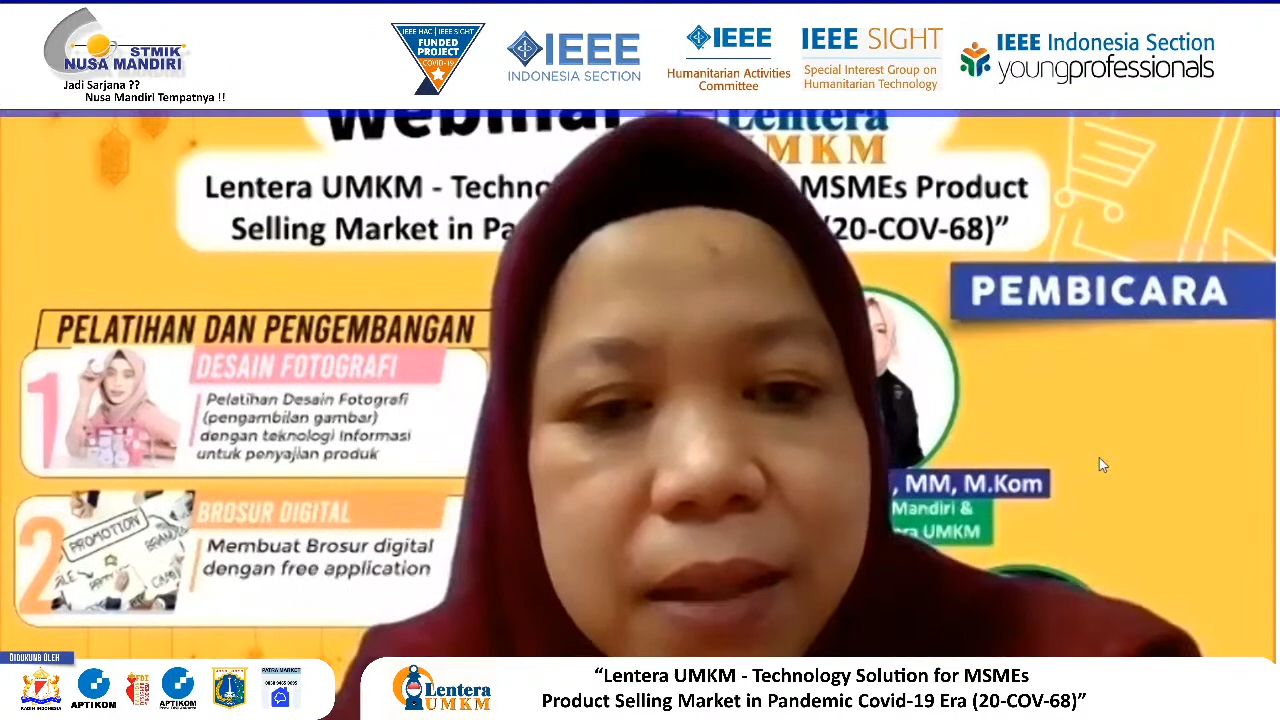 STMIK
NUSA MANDIRI
Jadi Sarjana ??
Nusa Mandiri Tempatnya !!
IEEE HAC | IEEE SIGHT
FUNDED
PROJECT
COVID-19
IEEE
INDONESIA SECTION
IEEE
Humanitarian Activities
Committee
IEEE SIGHT
Special Interest Group on
Humanitarian Technology
IEEE Indonesia Section
youngprofessionals
Webinar
Lentera
UMKM
Lentera UMKM - Techno MSMEs Product
Selling Market in Pa (20-COV-68)”
PEMBICARA
PELATIHAN DAN PENGEMBANGAN
1
DESAIN FOTOGRAFI
Pelatihan Desain Fotografi
(pengambilan gambar)
dengan teknologi Informasi
untuk penyajian produk
2
PROMOTION
BROSUR DIGITAL
Membuat Brosur digital
dengan free application
, MM, M.Kom
Mandiri &
UMKM
DIDUKUNG OLEH
KADIN INDONESIA
APTIKOM
APTIKOM
PATRA MARKET
Lentera
UMKM
“Lentera UMKM - Technology Solution for MSMEs
Product Selling Market in Pandemic Covid-19 Era (20-COV-68)”